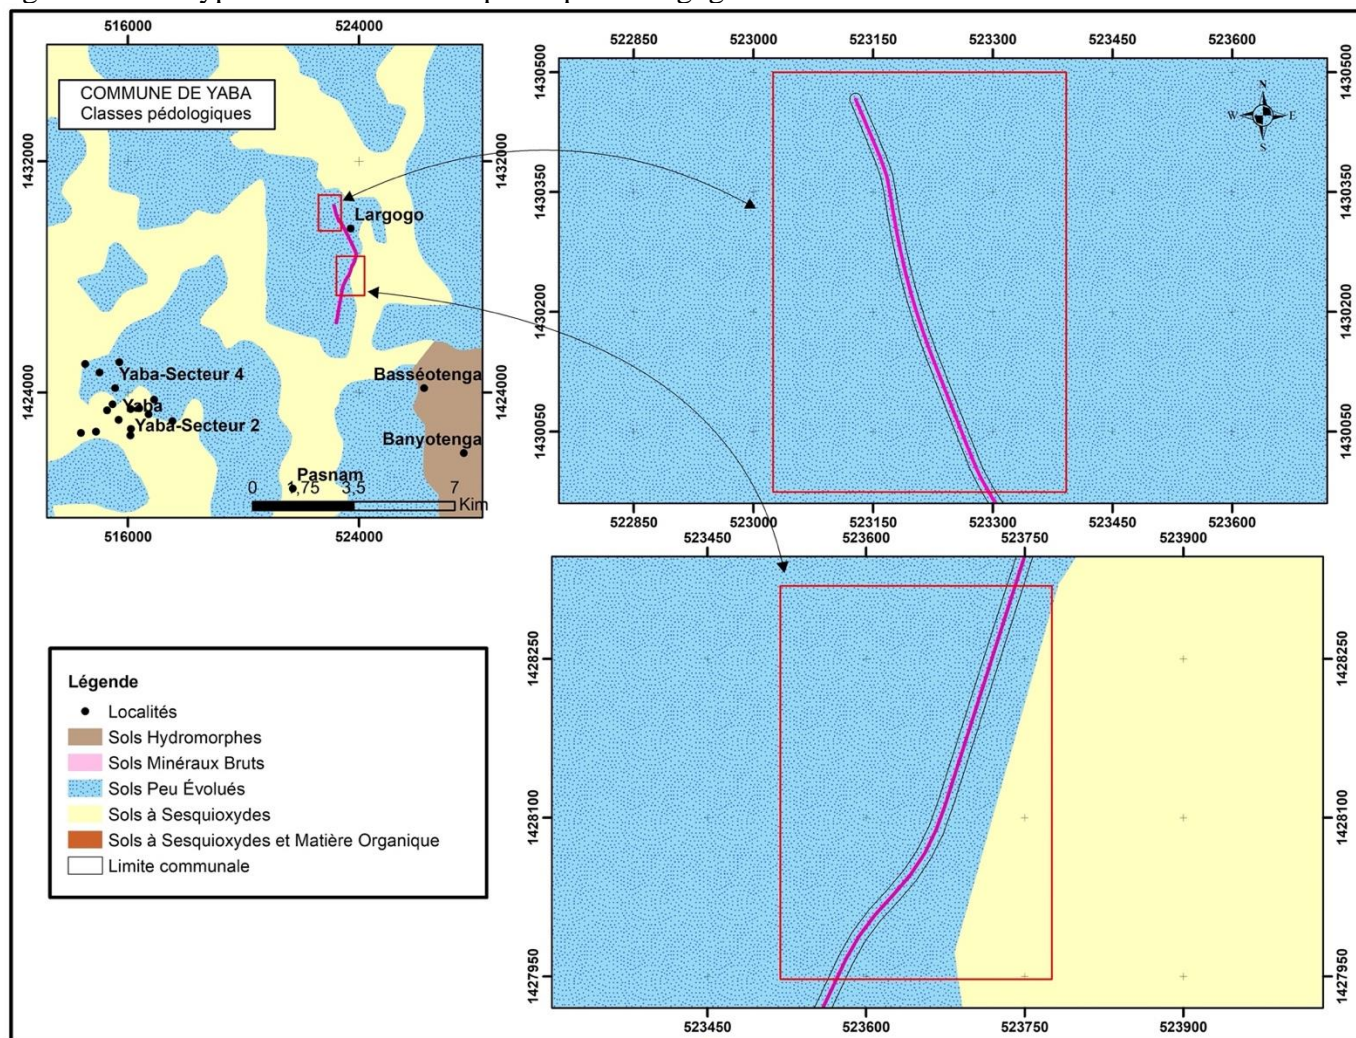 516000 524000
COMMUNE DE YABA
Classes pédologiques
1432000 1432000
Largogo
1424000 1424000
Yaba-Secteur 4
Basséotenga
Yaba
Yaba-Secteur 2
Banyotenga
Pasnam
0 1,75 3,5 7
Kim
516000 524000
522850 523000 523150 523300 523450 523600
1430500 1430500
N
W E
S
1430350 1430350
1430200 1430200
1430050 1430050
522850 523000 523150 523300 523450 523600
523450 523600 523750 523900
1428250 1428250
1428100 1428100
1427950 1427950
523450 523600 523750 523900
Légende
Localités
Sols Hydromorphes
Sols Minéraux Bruts
Sols Peu Évolués
Sols à Sesquioxydes
Sols à Sesquioxydes et Matière Organique
Limite communale